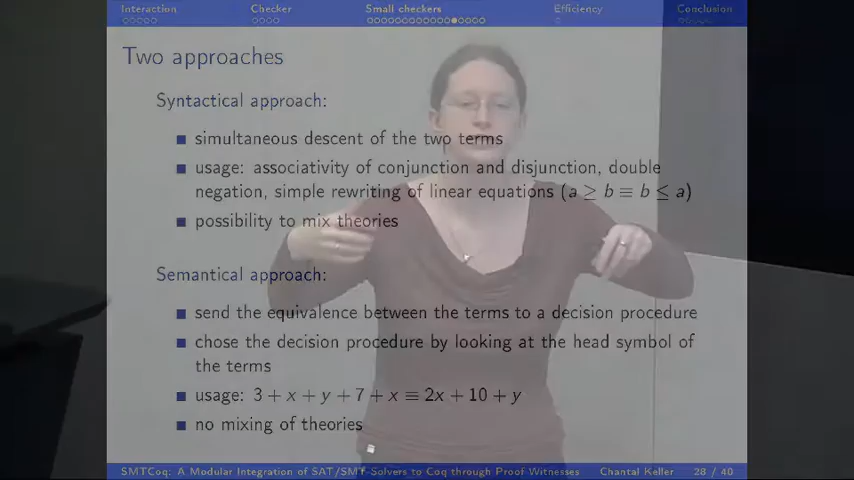 Interaction Checker Small checkers Efficiency Conclusion
Two approaches
Syntactical approach:
simultaneous descent of the two terms
usage: associativity of conjunction and disjunction, double
negation, simple rewriting of linear equations (a ≥ b ≡ b ≤ a)
possibility to mix theories
Semantical approach:
send the equivalence between the terms to a decision procedure
chose the decision procedure by looking at the head symbol of
the terms
usage: 3 + x + y + 7 + x ≡ 2x + 10 + y
no mixing of theories
SMTCoq: A Modular Integration of SAT/SMT-Solvers to Coq through Proof Witnesses Chantal Keller 28 / 40